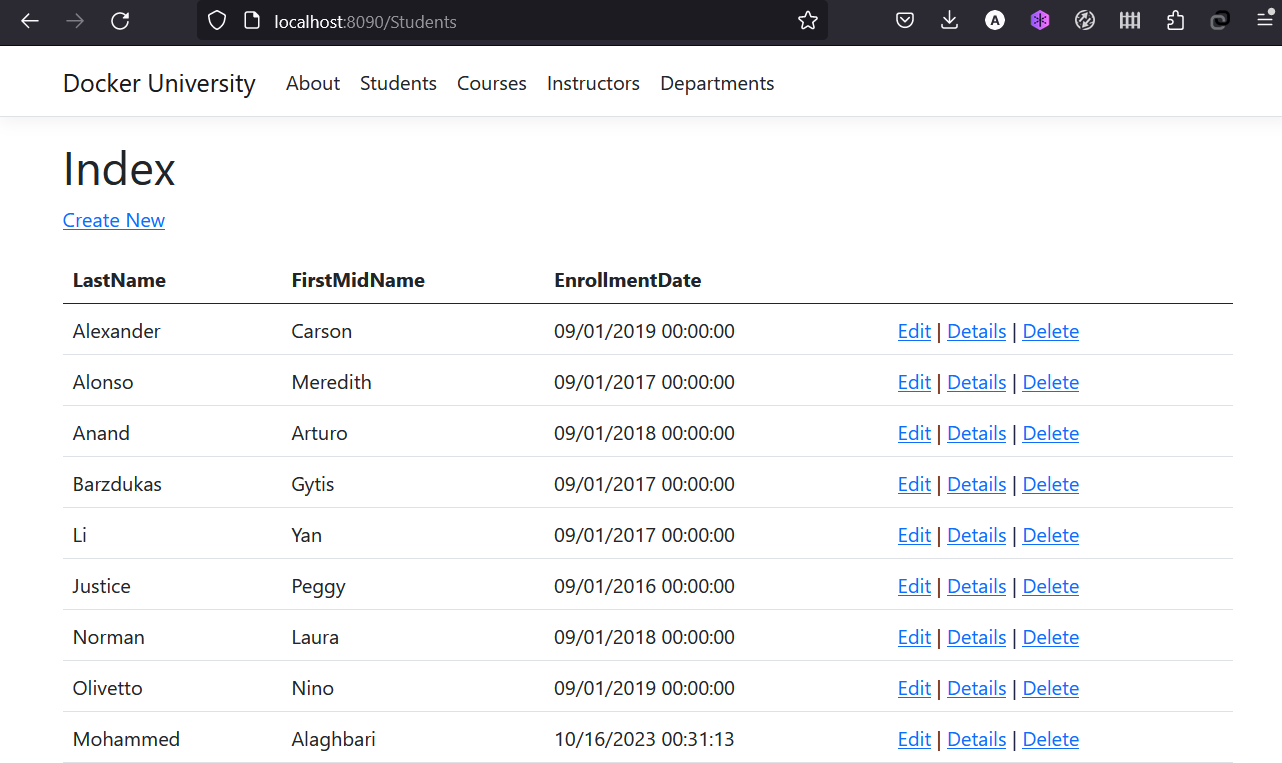 localhost:8090/Students
A
Docker University About Students Courses Instructors Departments
Index
Create New
LastName FirstMidName EnrollmentDate
Alexander Carson 09/01/2019 00:00:00 Edit | Details | Delete
Alonso Meredith 09/01/2017 00:00:00 Edit | Details | Delete
Anand Arturo 09/01/2018 00:00:00 Edit | Details | Delete
Barzdukas Gytis 09/01/2017 00:00:00 Edit | Details | Delete
Li Yan 09/01/2017 00:00:00 Edit | Details | Delete
Justice Peggy 09/01/2016 00:00:00 Edit | Details | Delete
Norman Laura 09/01/2018 00:00:00 Edit | Details | Delete
Olivetto Nino 09/01/2019 00:00:00 Edit | Details | Delete
Mohammed Alaghbari 10/16/2023 00:31:13 Edit | Details | Delete